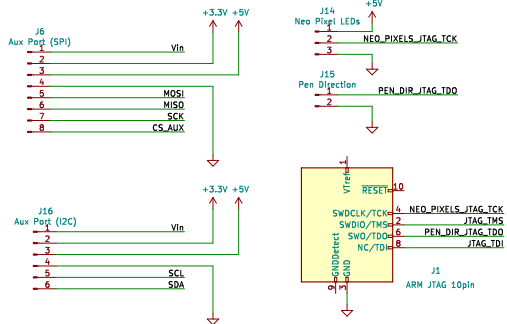 +3.3V +5V
J6
Aux Port (SPI)
1 Vin
2
3
4
5 MOSI
6 MISO
7 SCK
8 CS_AUX
+5V
J14
Neo Pixel LEDs
1
2 NEO_PIXELS_JTAG_TCK
3
J15
Pen Direction
1 PEN_DIR_JTAG_TDO
2
+3.3V +5V
J16
Aux Port (I2C)
1 Vin
2
3
4
5 SCL
6 SDA
1
VTref
RESET 10
SWDCLK/TCK 4 NEO_PIXELS_JTAG_TCK
SWDIO/TMS 2 JTAG_TMS
SWO/TDO 6 PEN_DIR_JTAG_TDO
NC/TDI 8 JTAG_TDI
GNDDetect
GND
9 3
J1
ARM JTAG 10pin